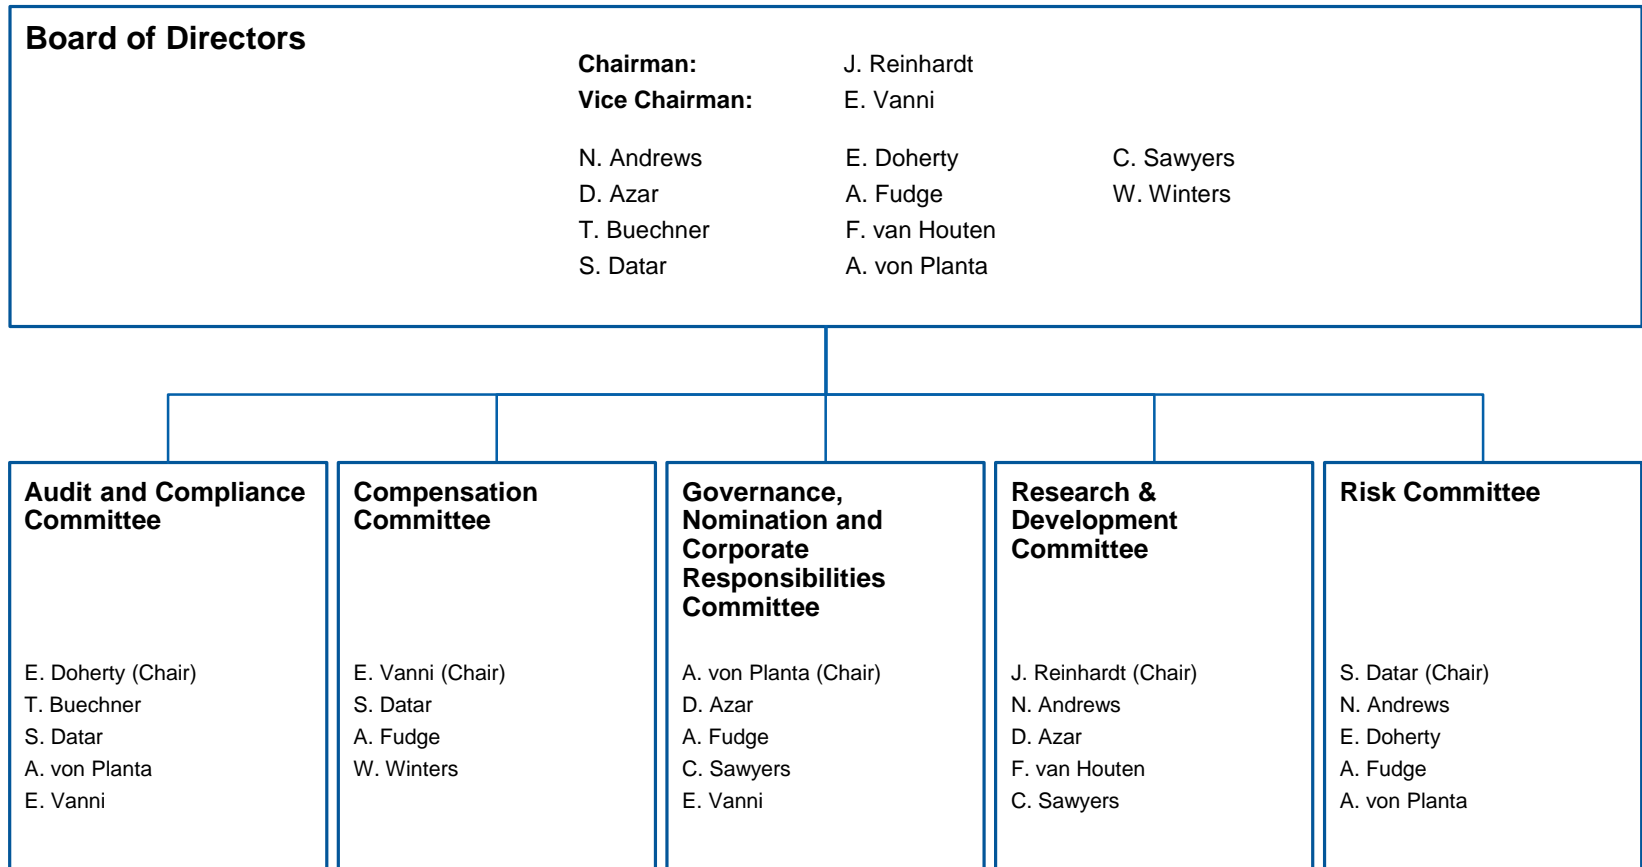 Board of Directors
Chairman: J. Reinhardt
Vice Chairman: E. Vanni
N. Andrews E. Doherty C. Sawyers
D. Azar A. Fudge W. Winters
T. Buechner F. van Houten
S. Datar A. von Planta
Audit and Compliance
Committee
E. Doherty (Chair)
T. Buechner
S. Datar
A. von Planta
E. Vanni
Compensation
Committee
E. Vanni (Chair)
S. Datar
A. Fudge
W. Winters
Governance,
Nomination and
Corporate
Responsibilities
Committee
A. von Planta (Chair)
D. Azar
A. Fudge
C. Sawyers
E. Vanni
Research &
Development
Committee
J. Reinhardt (Chair)
N. Andrews
D. Azar
F. van Houten
C. Sawyers
Risk Committee
S. Datar (Chair)
N. Andrews
E. Doherty
A. Fudge
A. von Planta